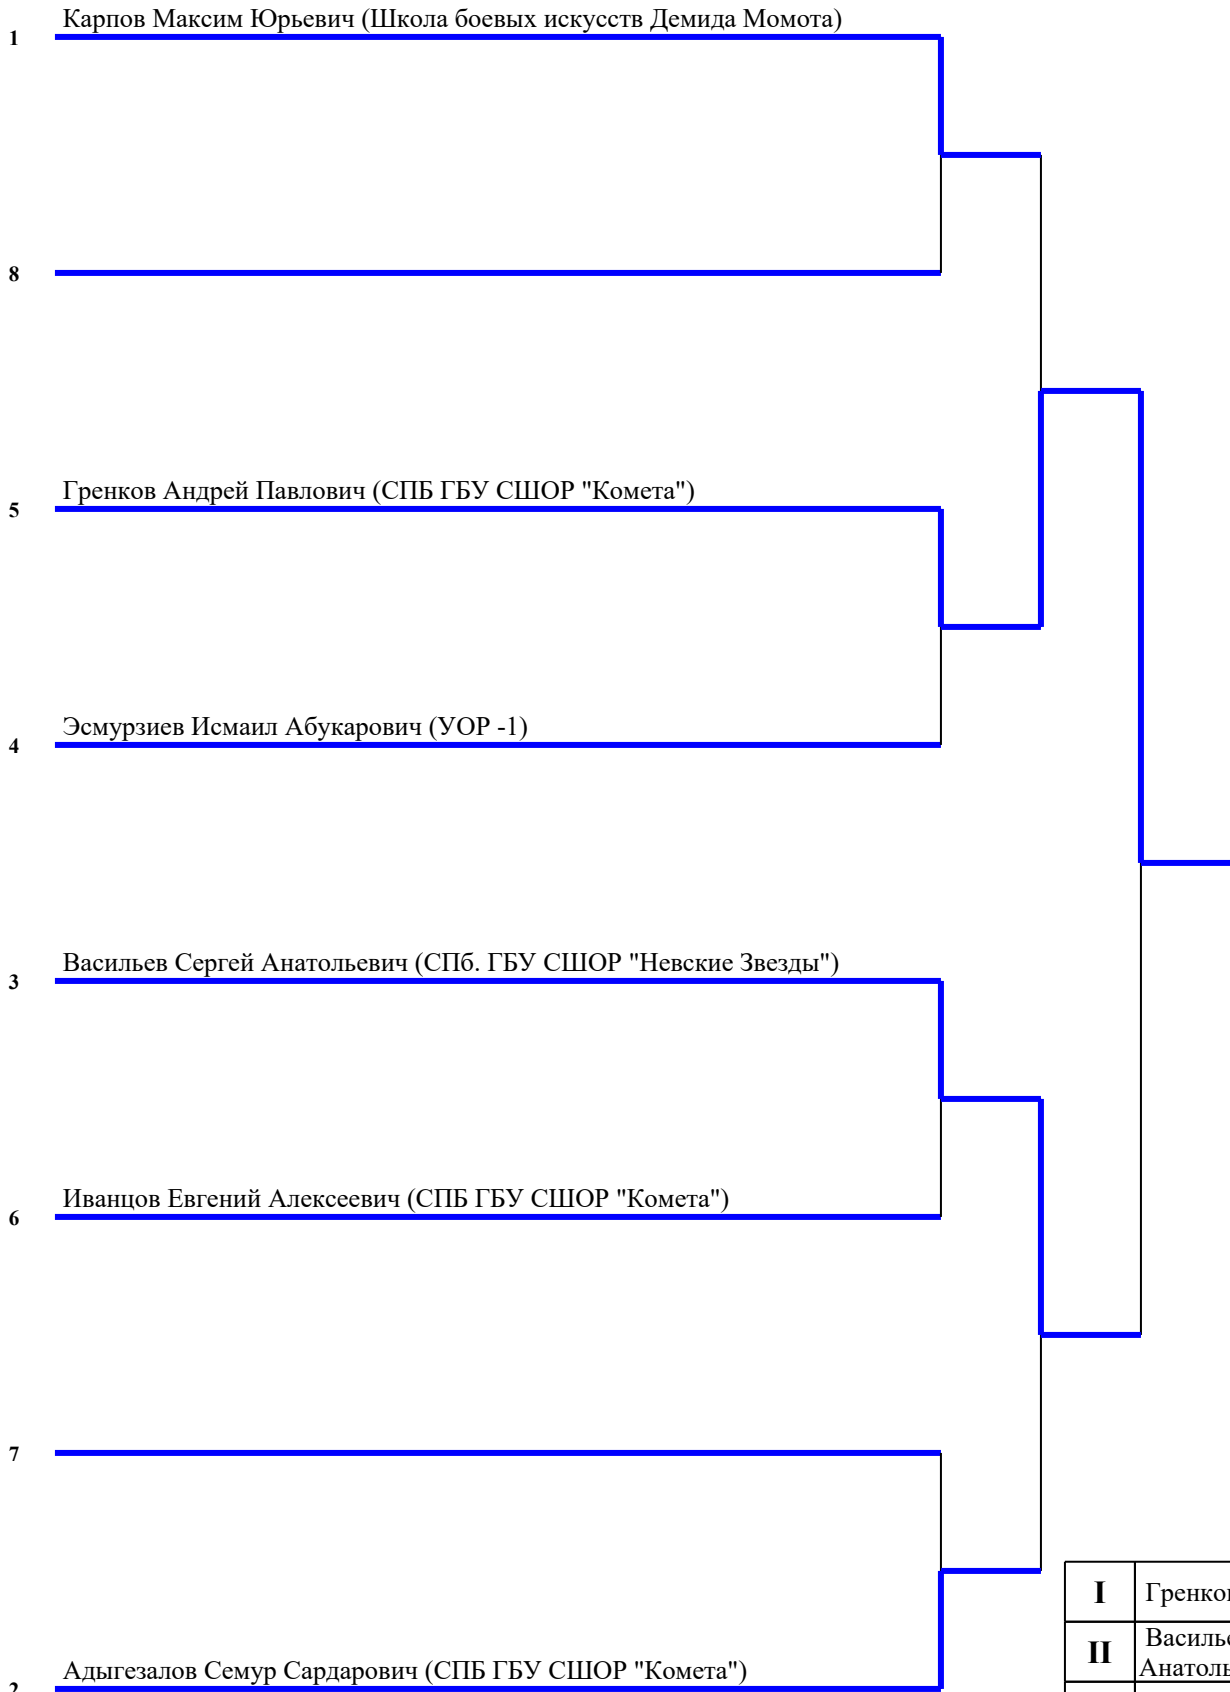 Карпов Максим Юрьевич (Школа боевых искусств Демида Момота)
1
8
Гренков Андрей Павлович (СПБ ГБУ СШОР "Комета")
5
Эсмурзиев Исмаил Абукарович (УОР -1)
4
Васильев Сергей Анатольевич (СПб. ГБУ СШОР "Невские Звезды")
3
Иванцов Евгений Алексеевич (СПБ ГБУ СШОР "Комета")
6
7
I
II
Адыгезалов Семур Сардарович (СПБ ГБУ СШОР "Комета")
2